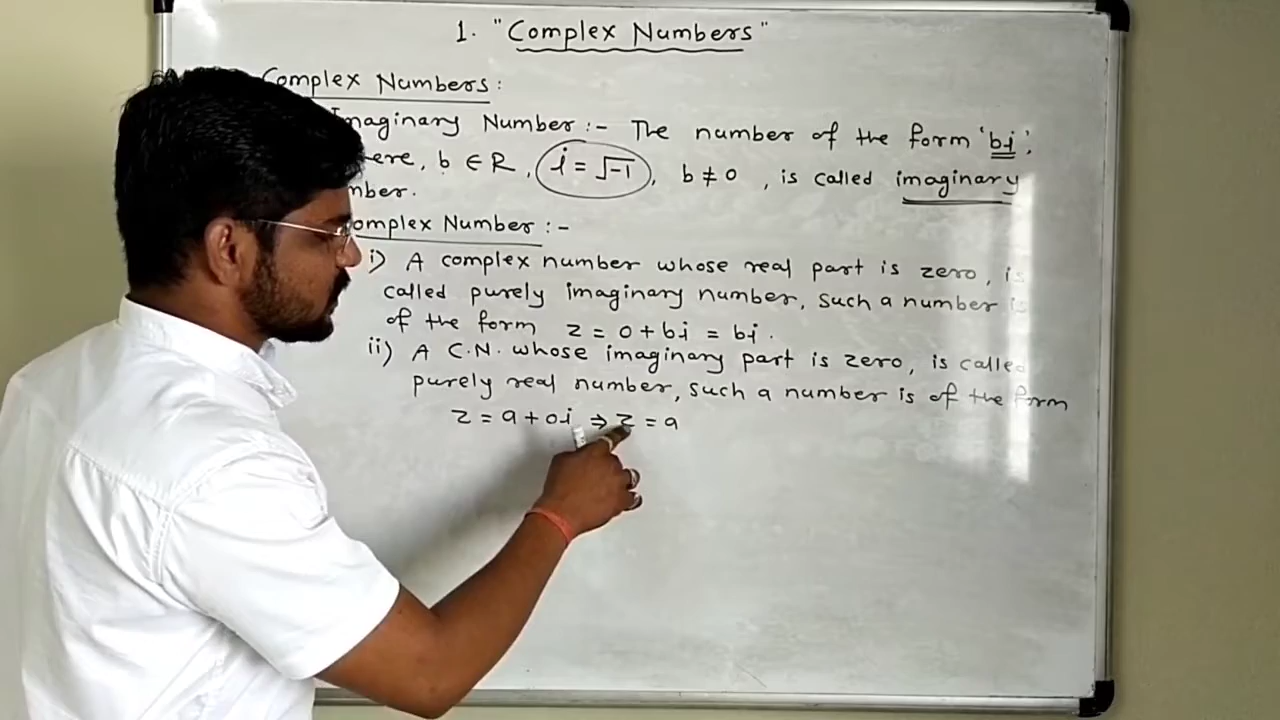 1. "Complex Numbers"
Complex Numbers:
Imaginary Number :- The number of the form 'bi',
b ∈ R, i = √-1, b ≠ 0, is called imaginary
Complex Number :-
i) A complex number whose real part is zero, is
called purely imaginary number, such a number is
of the form z = 0 + bi = bi.
ii) A C.N. whose imaginary part is zero, is called
purely real number, such a number is of the form
z = a + 0i ⇒ z = a